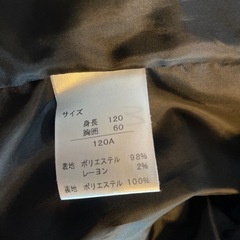 サイズ
身長 120
胸囲 60
120A
表地 ポリエステル 98%
レーヨン 2%
裏地 ポリエステル 100%